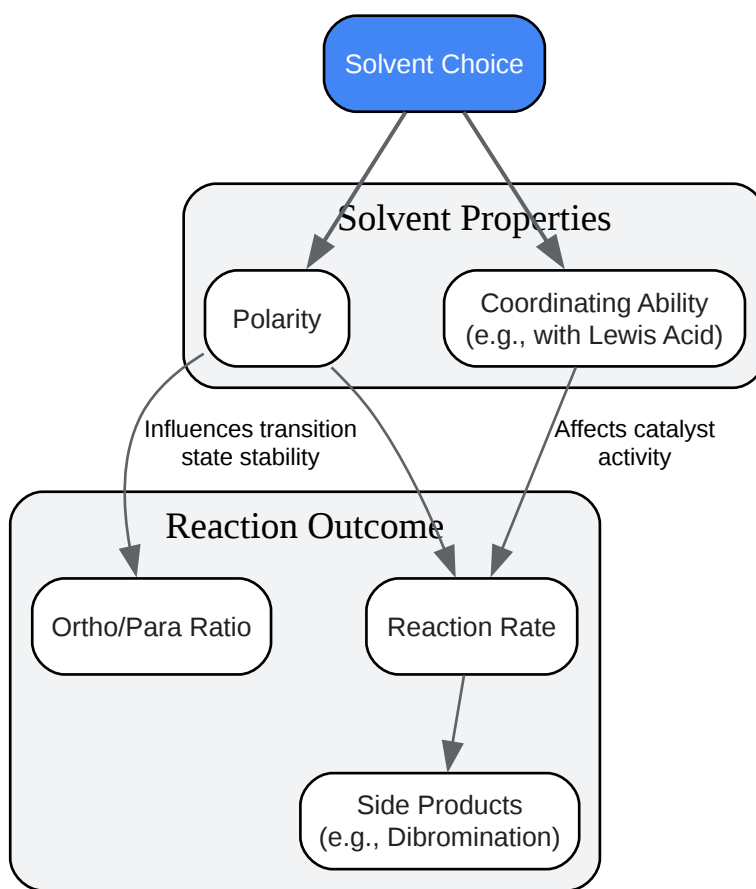 Solvent Choice
Solvent Properties
Polarity
Coordinating Ability
(e.g., with Lewis Acid)
Influences transition
state stability
Affects catalyst
activity
Reaction Outcome
Ortho/Para Ratio
Reaction Rate
Side Products
(e.g., Dibromination)